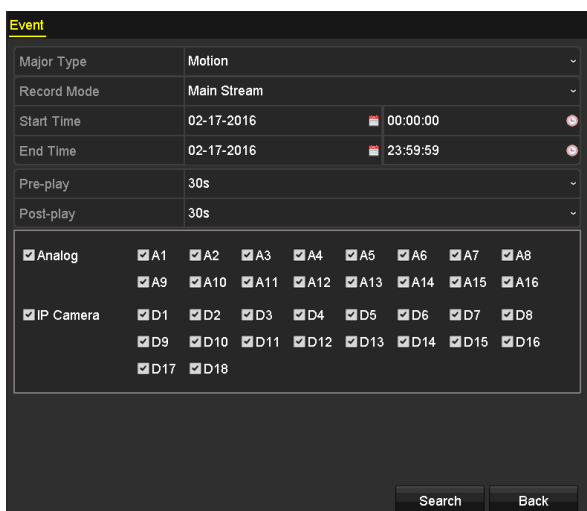 Event
Major Type Motion
Record Mode Main Stream
Start Time 02-17-2016 00:00:00
End Time 02-17-2016 23:59:59
Pre-play 30s
Post-play 30s
Analog A1 A2 A3 A4 A5 A6 A7 A8
A9 A10 A11 A12 A13 A14 A15 A16
IP Camera D1 D2 D3 D4 D5 D6 D7 D8
D9 D10 D11 D12 D13 D14 D15 D16
D17 D18
Search Back